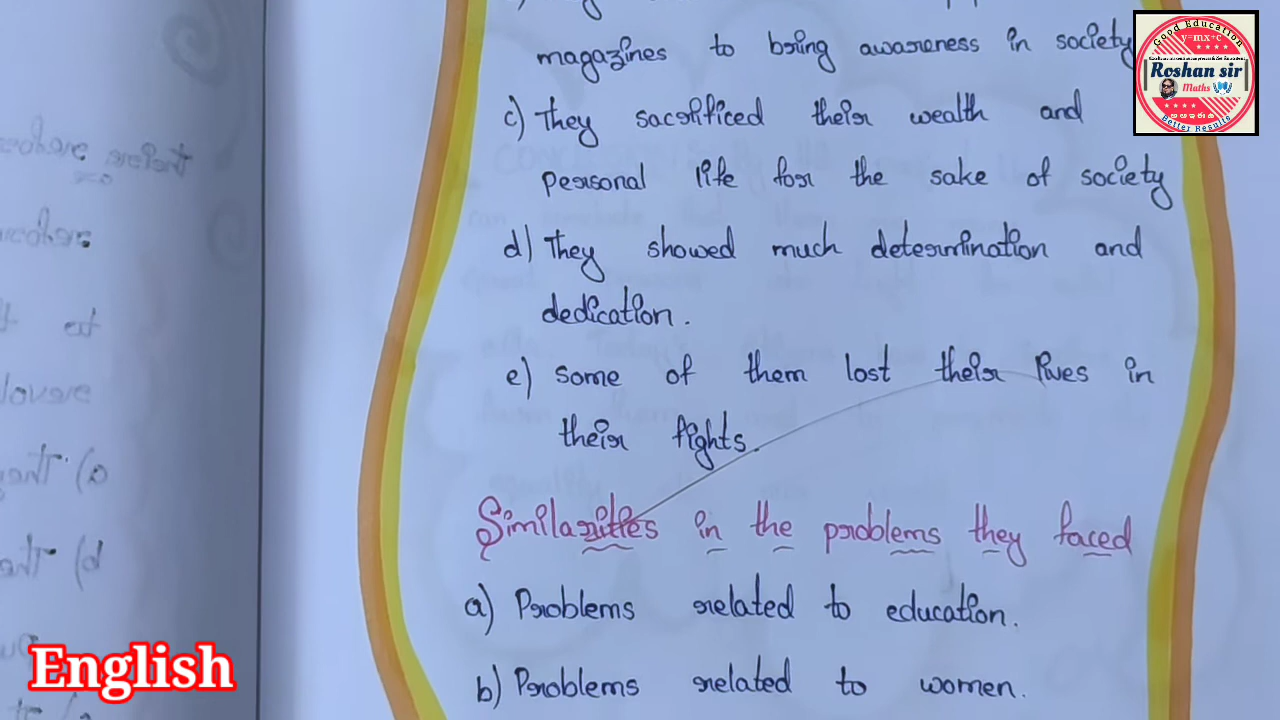 magazines to bring awareness in society
c) They sacrificed their wealth and
personal life for the sake of society
d) They showed much determination and
dedication.
e) some of them lost their lives in
their fights.
Similarities in the problems they faced
a) Problems related to education.
b) Problems related to women.
Good Education
y=mx+c
Roshan sir
Maths
Better Results
English